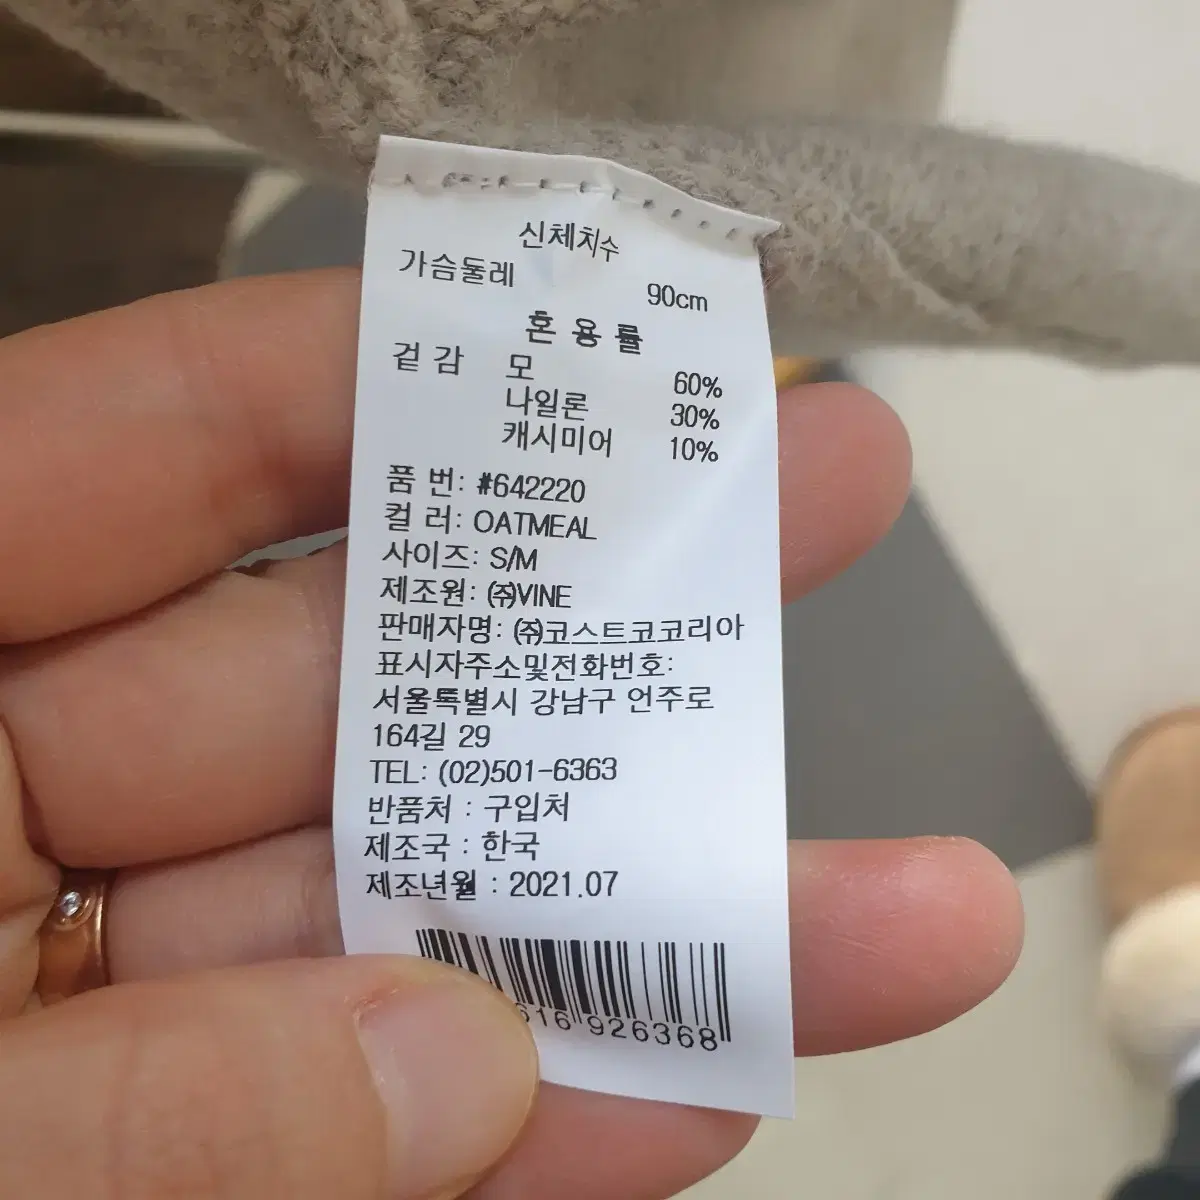 신체치수
가슴둘레 90cm
혼용률
겉감 모 60%
나일론 30%
캐시미어 10%
품 번: #642220
컬 러: OATMEAL
사이즈: S/M
제조원: ㈜VINE
판매자명: ㈜코스트코코리아
표시자주소및전화번호:
서울특별시 강남구 언주로
164길 29
TEL: (02)501-6363
반품처 : 구입처
제조국 : 한국
제조년월 : 2021.07
616 926368